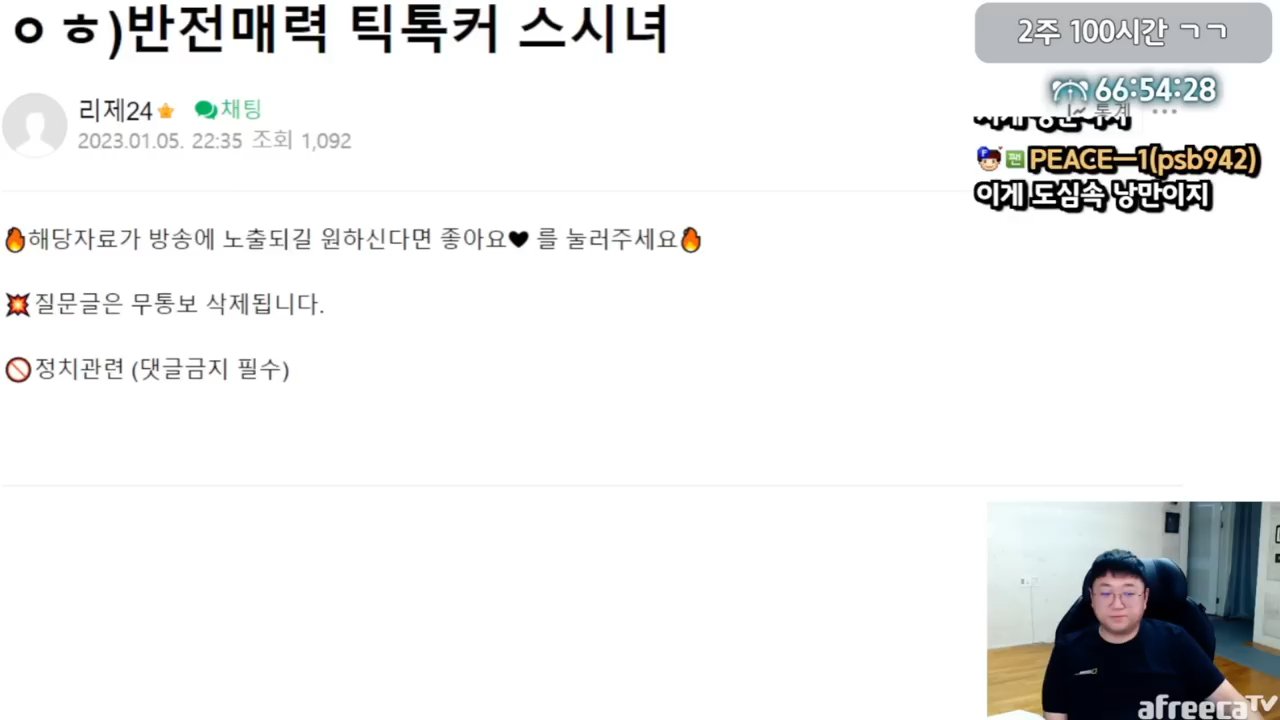 ㅇㅎ)반전매력 틱톡커 스시녀
2주 100시간 ㄱㄱ
66:54:28
리제24 채팅
2023.01.05. 22:35 조회 1,092
통계
팬 PEACE—1(psb942)
이게 도심속 낭만이지
해당자료가 방송에 노출되길 원하신다면 좋아요🖤 를 눌러주세요
질문글은 무통보 삭제됩니다.
정치관련 (댓글금지 필수)
afreecaTV